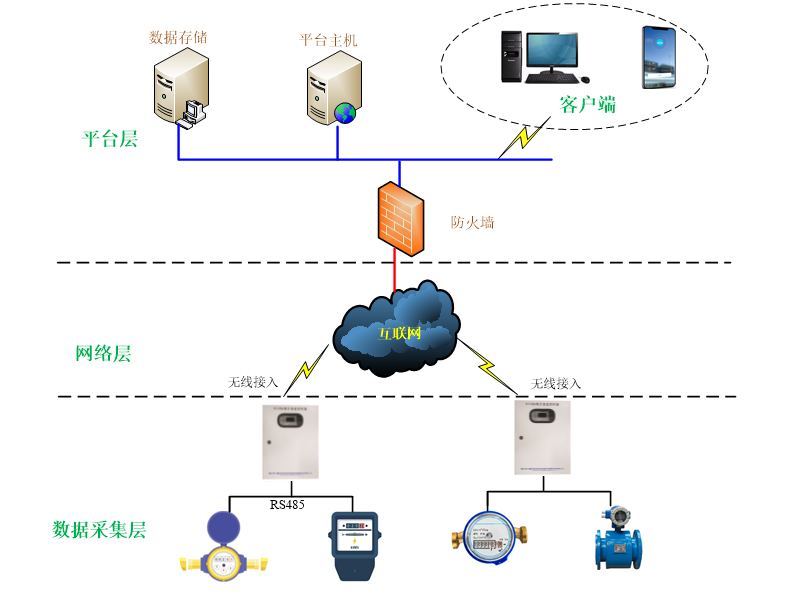 数据存储
平台主机
客户端
平台层
防火墙
互联网
网络层
无线接入
无线接入
RS485
数据采集层